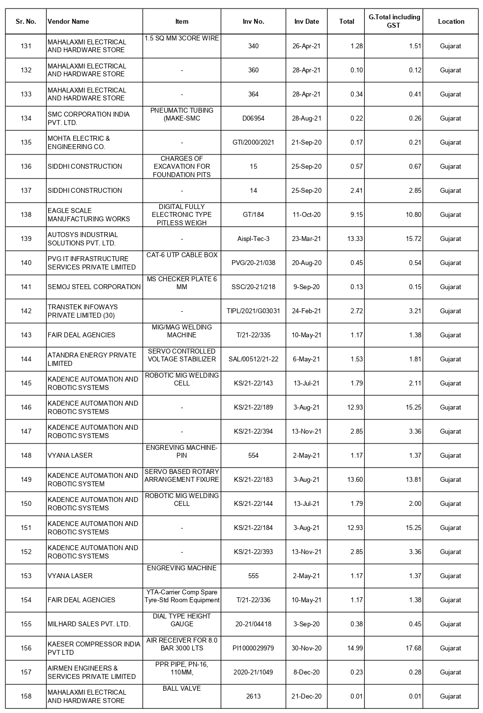 Sr. No. Vendor Name Item Inv No. Inv Date Total G.Total including GST Location
131 MAHALAXMI ELECTRICAL AND HARDWARE STORE 1.5 SQ MM 3CORE WIRE 340 26-Apr-21 1.28 1.51 Gujarat
132 MAHALAXMI ELECTRICAL AND HARDWARE STORE - 360 28-Apr-21 0.10 0.12 Gujarat
133 MAHALAXMI ELECTRICAL AND HARDWARE STORE - 364 28-Apr-21 0.34 0.41 Gujarat
134 SMC CORPORATION INDIA PVT. LTD. PNEUMATIC TUBING (MAKE-SMC D06954 28-Aug-21 0.22 0.26 Gujarat
135 MOHTA ELECTRIC & ENGINEERING CO. - GTI/2000/2021 21-Sep-20 0.17 0.21 Gujarat
136 SIDDHI CONSTRUCTION CHARGES OF EXCAVATION FOR FOUNDATION PITS 15 25-Sep-20 0.57 0.67 Gujarat
137 SIDDHI CONSTRUCTION - 14 25-Sep-20 2.41 2.85 Gujarat
138 EAGLE SCALE MANUFACTURING WORKS DIGITAL FULLY ELECTRONIC TYPE PITLESS WEIGH GT/184 11-Oct-20 9.15 10.80 Gujarat
139 AUTOSYS INDUSTRIAL SOLUTIONS PVT. LTD. - Aispl-Tec-3 23-Mar-21 13.33 15.72 Gujarat
140 PVG IT INFRASTRUCTURE SERVICES PRIVATE LIMITED CAT-6 UTP CABLE BOX PVG/20-21/038 20-Aug-20 0.45 0.54 Gujarat
141 SEMOJ STEEL CORPORATION MS CHECKER PLATE 6 MM SSC/20-21/218 9-Sep-20 0.13 0.15 Gujarat
142 TRANSTEK INFOWAYS PRIVATE LIMITED (30) - TIPL/2021/G03031 24-Feb-21 2.72 3.21 Gujarat
143 FAIR DEAL AGENCIES MIG/MAG WELDING MACHINE T/21-22/335 10-May-21 1.17 1.38 Gujarat
144 ATANDRA ENERGY PRIVATE LIMITED SERVO CONTROLLED VOLTAGE STABILIZER SAL/00512/21-22 6-May-21 1.53 1.81 Gujarat
145 KADENCE AUTOMATION AND ROBOTIC SYSTEMS ROBOTIC MIG WELDING CELL KS/21-22/143 13-Jul-21 1.79 2.11 Gujarat
146 KADENCE AUTOMATION AND ROBOTIC SYSTEMS - KS/21-22/189 3-Aug-21 12.93 15.25 Gujarat
147 KADENCE AUTOMATION AND ROBOTIC SYSTEMS - KS/21-22/394 13-Nov-21 2.85 3.36 Gujarat
148 VYANA LASER ENGREVING MACHINE-PIN 554 2-May-21 1.17 1.37 Gujarat
149 KADENCE AUTOMATION AND ROBOTIC SYSTEM SERVO BASED ROTARY ARRANGEMENT FIXURE KS/21-22/183 3-Aug-21 13.60 13.81 Gujarat
150 KADENCE AUTOMATION AND ROBOTIC SYSTEMS ROBOTIC MIG WELDING CELL KS/21-22/144 13-Jul-21 1.79 2.00 Gujarat
151 KADENCE AUTOMATION AND ROBOTIC SYSTEMS - KS/21-22/184 3-Aug-21 12.93 15.25 Gujarat
152 KADENCE AUTOMATION AND ROBOTIC SYSTEMS - KS/21-22/393 13-Nov-21 2.85 3.36 Gujarat
153 VYANA LASER ENGREVING MACHINE 555 2-May-21 1.17 1.37 Gujarat
154 FAIR DEAL AGENCIES YTA-Carrier Comp Spare Tyre-Std Room Equipment T/21-22/336 10-May-21 1.17 1.38 Gujarat
155 MILHARD SALES PVT. LTD. DIAL TYPE HEIGHT GAUGE 20-21/04418 3-Sep-20 0.38 0.45 Gujarat
156 KAESER COMPRESSOR INDIA PVT LTD AIR RECEIVER FOR 8.0 BAR 3000 LTS PI1000029979 30-Nov-20 14.99 17.68 Gujarat
157 AIRMEN ENGINEERS & SERVICES PRIVATE LIMITED PPR PIPE, PN-16, 110MM, 2020-21/1049 8-Dec-20 0.23 0.28 Gujarat
158 MAHALAXMI ELECTRICAL AND HARDWARE STORE BALL VALVE 2613 21-Dec-20 0.01 0.01 Gujarat